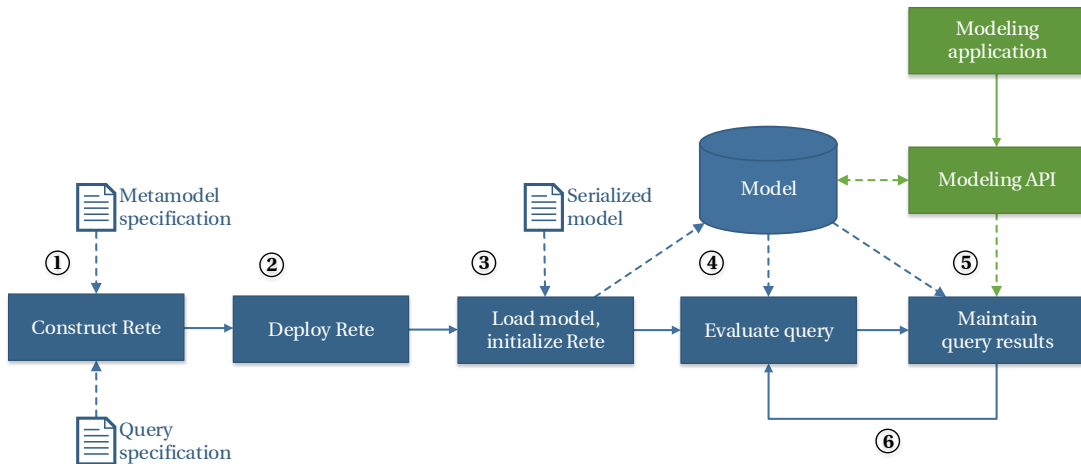 Modeling
application
Metamodel
specification
Serialized
model
Model
Modeling API
①
②
③
④
⑤
Construct Rete
Deploy Rete
Load model,
initialize Rete
Evaluate query
Maintain
query results
Query
specification
⑥